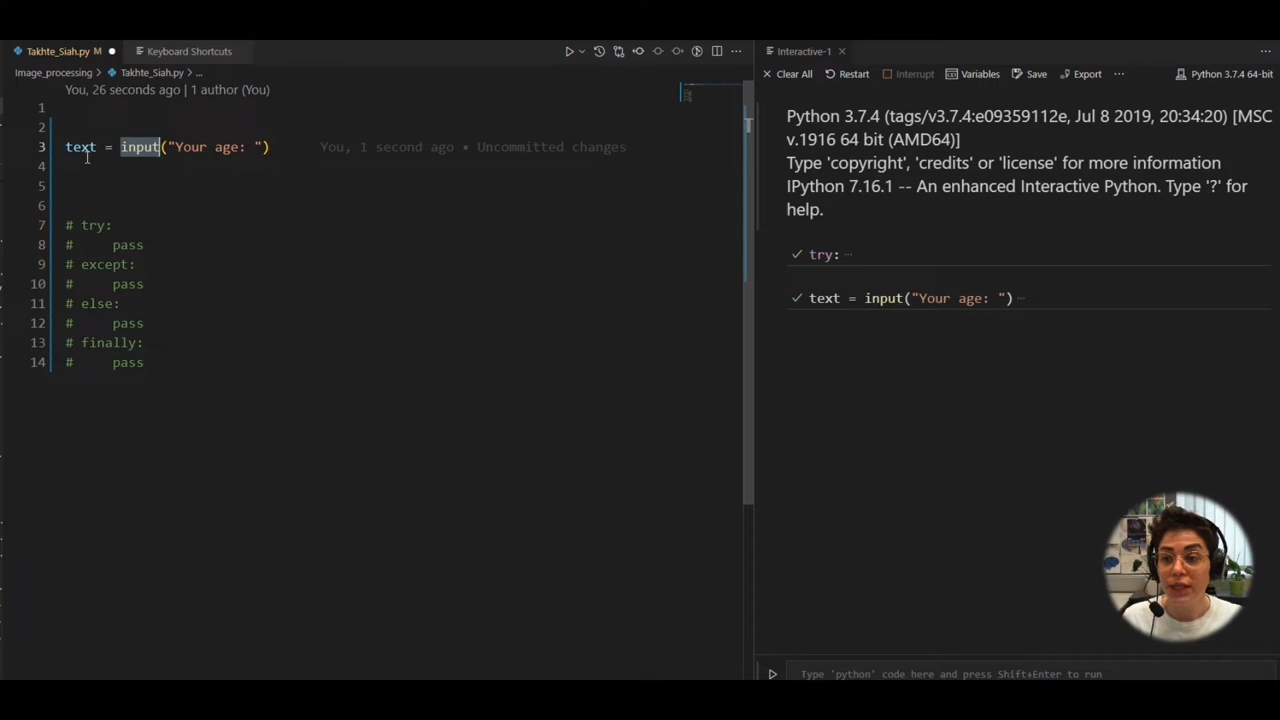 Takhte_Siah.py M
Keyboard Shortcuts
Interactive-1
Image_processing > Takhte_Siah.py > ...
Clear All Restart Interrupt Variables Save Export ... Python 3.7.4 64-bit
You, 26 seconds ago | 1 author (You)
1
2
3 text = input("Your age: ") You, 1 second ago • Uncommitted changes
4
5
6
7 # try:
8 #     pass
9 # except:
10 #     pass
11 # else:
12 #     pass
13 # finally:
14 #     pass
Python 3.7.4 (tags/v3.7.4:e09359112e, Jul 8 2019, 20:34:20) [MSC
v.1916 64 bit (AMD64)]
Type 'copyright', 'credits' or 'license' for more information
IPython 7.16.1 -- An enhanced Interactive Python. Type '?' for
help.
try: ...
text = input("Your age: ") ...
Type 'python' code here and press Shift+Enter to run